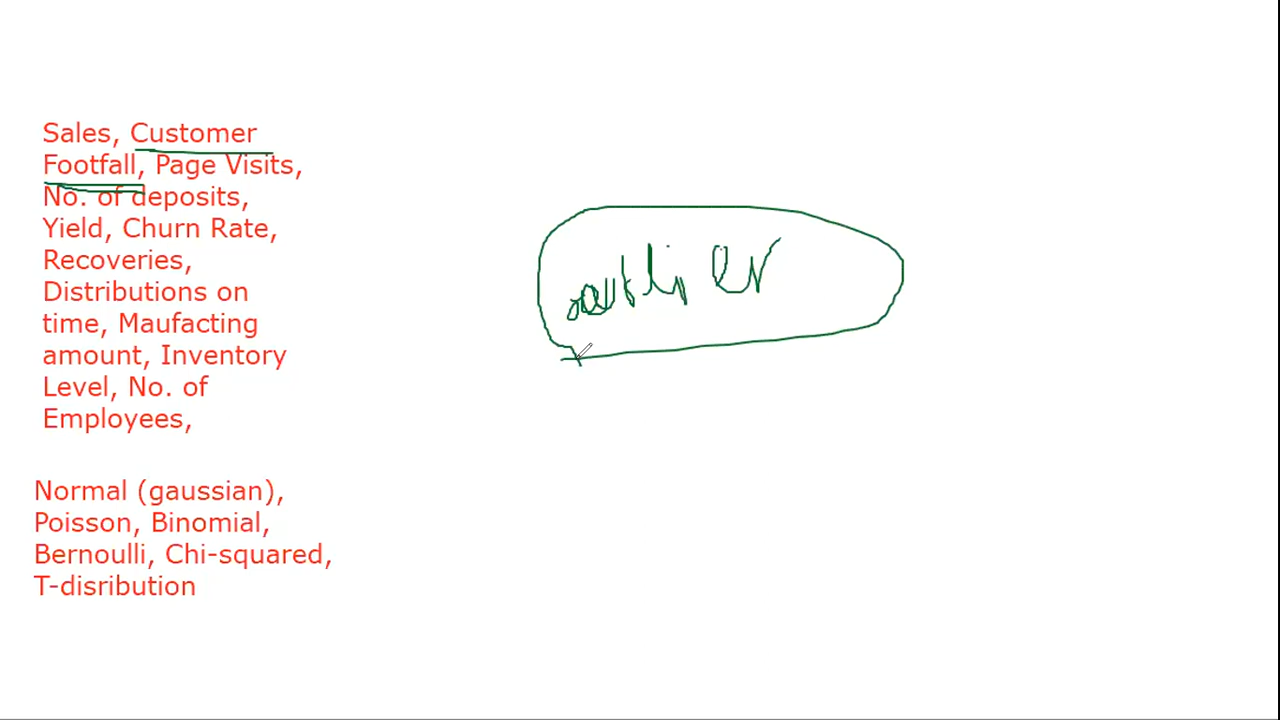 Sales, Customer
Footfall, Page Visits,
No. of deposits,
Yield, Churn Rate,
Recoveries,
Distributions on
time, Maufacting
amount, Inventory
Level, No. of
Employees,
outlier
Normal (gaussian),
Poisson, Binomial,
Bernoulli, Chi-squared,
T-disribution